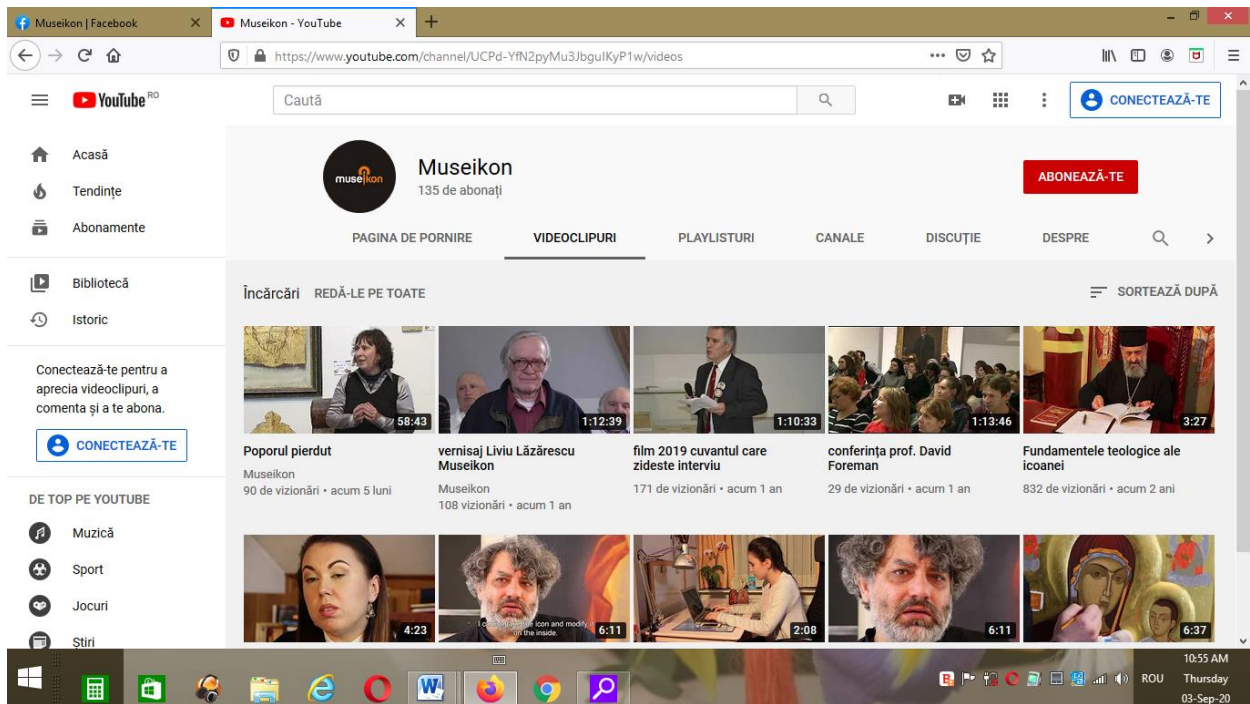 Museikon | Facebook
Museikon - YouTube
https://www.youtube.com/channel/UCPd-YfN2pyMu3JbguIKyP1w/videos
YouTube RO
Caută
CONECTEAZĂ-TE
Acasă
Tendințe
Abonamente
Bibliotecă
Istoric
Conectează-te pentru a
aprecia videoclipuri, a
comenta și a te abona.
CONECTEAZĂ-TE
DE TOP PE YOUTUBE
Muzică
Sport
Jocuri
Știri
museikon
Museikon
135 de abonați
ABONEAZĂ-TE
PAGINA DE PORNIRE VIDEOCLIPURI PLAYLISTURI CANALE DISCUȚIE DESPRE
Încărcări REDĂ-LE PE TOATE
SORTEAZĂ DUPĂ
58:43
Poporul pierdut
Museikon
90 de vizionări • acum 5 luni
1:12:39
vernisaj Liviu Lăzărescu
Museikon
Museikon
108 vizionări • acum 1 an
1:10:33
film 2019 cuvantul care
zideste interviu
171 de vizionări • acum 1 an
1:13:46
conferința prof. David
Foreman
29 de vizionări • acum 1 an
3:27
Fundamentele teologice ale
icoanei
832 de vizionări • acum 2 ani
4:23
icon and modify
on the inside.
6:11
2:08
6:11
6:37
ROU
10:55 AM
Thursday
03-Sep-20